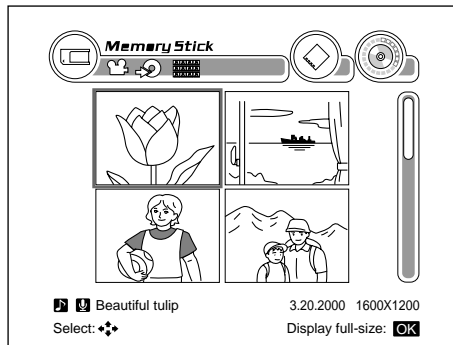 Memory Stick
Beautiful tulip 3.20.2000 1600X1200
Select: Display full-size: OK